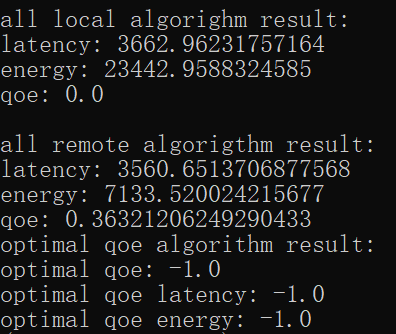 all local algorighm result:
latency: 3662.96231757164
energy: 23442.9588324585
qoe: 0.0
all remote algorigthm result:
latency: 3560.6513706877568
energy: 7133.520024215677
qoe: 0.36321206249290433
optimal qoe algorithm result:
optimal qoe: -1.0
optimal qoe latency: -1.0
optimal qoe energy: -1.0